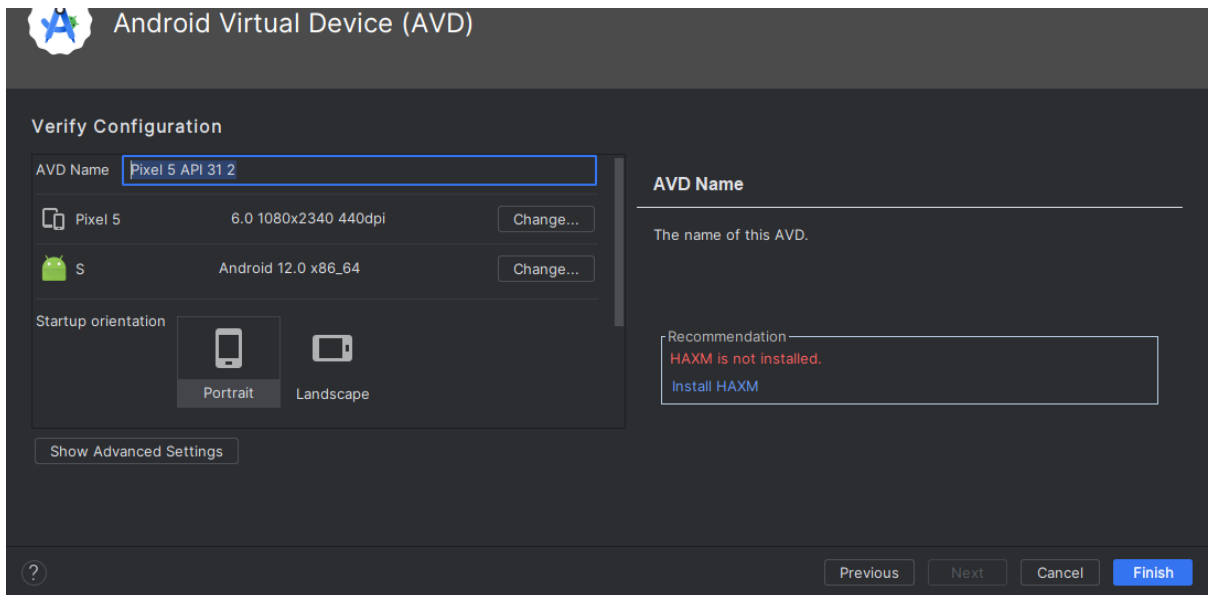 Android Virtual Device (AVD)
Verify Configuration
AVD Name Pixel 5 API 31 2
Pixel 5 6.0 1080x2340 440dpi Change...
S Android 12.0 x86_64 Change...
Startup orientation
Portrait Landscape
Show Advanced Settings
AVD Name
The name of this AVD.
Recommendation
HAXM is not installed.
Install HAXM
? Previous Next Cancel Finish